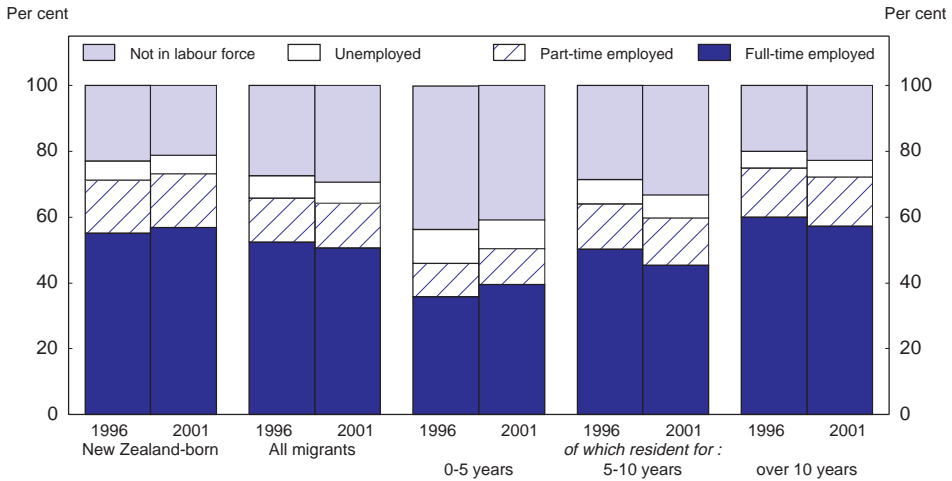 Per cent Per cent
Not in labour force Unemployed Part-time employed Full-time employed
100 100
80 80
60 60
40 40
20 20
0 0
1996 2001 1996 2001 1996 2001 1996 2001 1996 2001
New Zealand-born All migrants of which resident for :
0-5 years 5-10 years over 10 years